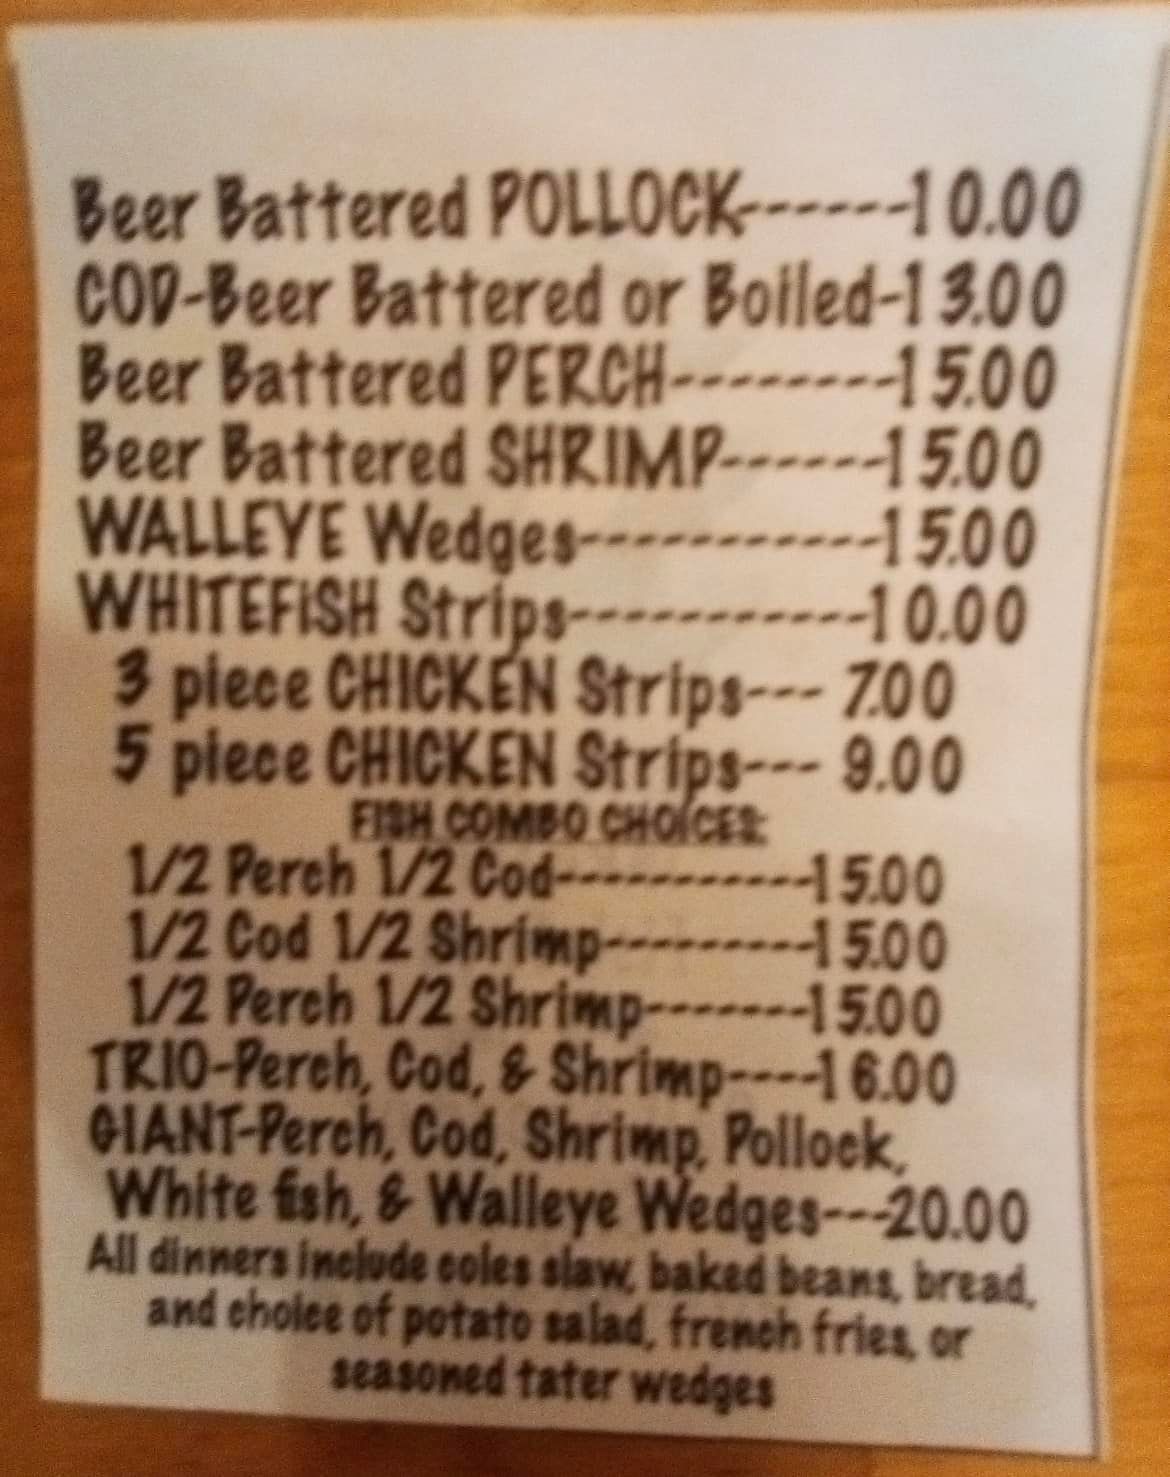 Beer Battered POLLOCK------10.00
COD-Beer Battered or Boiled-13.00
Beer Battered PERCH--------15.00
Beer Battered SHRIMP------15.00
WALLEYE Wedges-----------15.00
WHITEFISH Strips-----------10.00
3 piece CHICKEN Strips--- 7.00
5 piece CHICKEN Strips--- 9.00
FISH COMBO CHOICES:
1/2 Perch 1/2 Cod-----------15.00
1/2 Cod 1/2 Shrimp---------15.00
1/2 Perch 1/2 Shrimp-------15.00
TRIO-Perch, Cod, & Shrimp----16.00
GIANT-Perch, Cod, Shrimp, Pollock,
White fish, & Walleye Wedges---20.00
All dinners include coles slaw, baked beans, bread,
and choice of potato salad, french fries, or
seasoned tater wedges